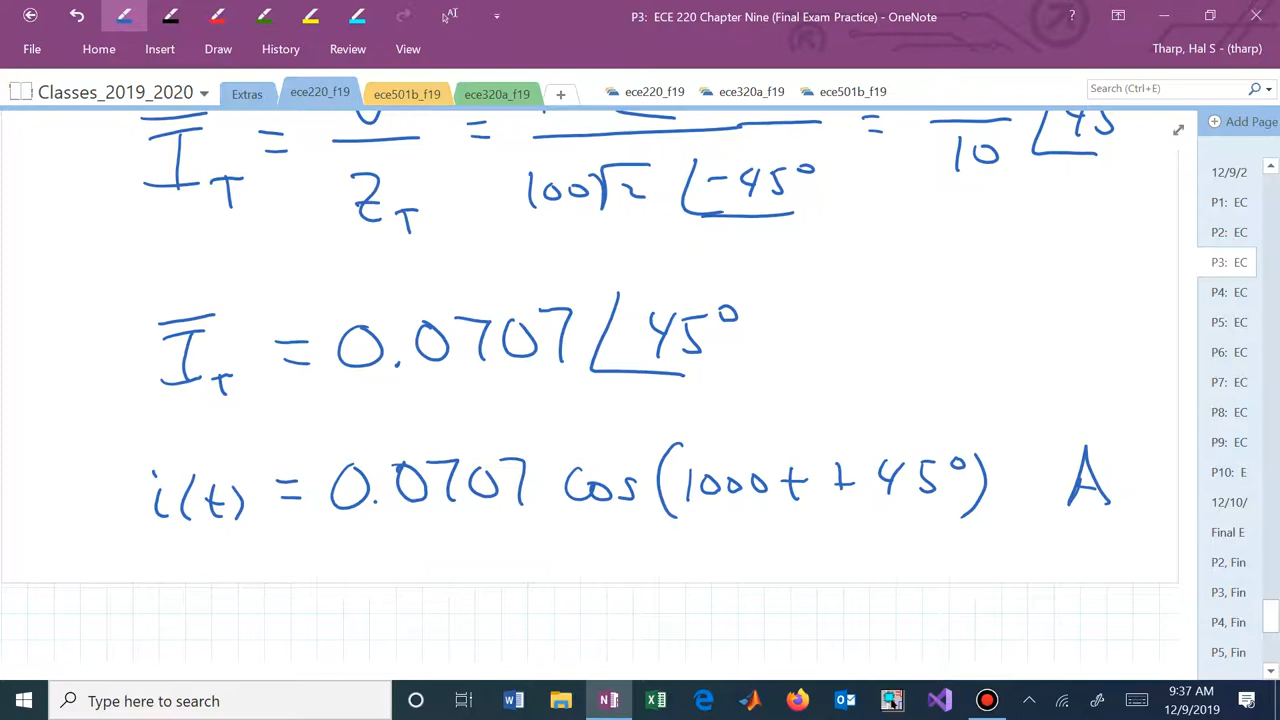 P3: ECE 220 Chapter Nine (Final Exam Practice) - OneNote
File Home Insert Draw History Review View
Tharp, Hal S - (tharp)
Classes_2019_2020 Extras ece220_f19 ece501b_f19 ece320a_f19 ece220_f19 ece320a_f19 ece501b_f19 Search (Ctrl+E)
Add Page
12/9/2
P1: EC
P2: EC
P3: EC
P4: EC
P5: EC
P6: EC
P7: EC
P8: EC
P9: EC
P10: E
12/10/
Final E
P2, Fin
P3, Fin
P4, Fin
P5, Fin
I̅_T = / Z_T = / 100√2 ∠-45° = / 10 ∠45
I̅_T = 0.0707 ∠45°
i(t) = 0.0707 cos(1000t + 45°) A
Type here to search
9:37 AM
12/9/2019